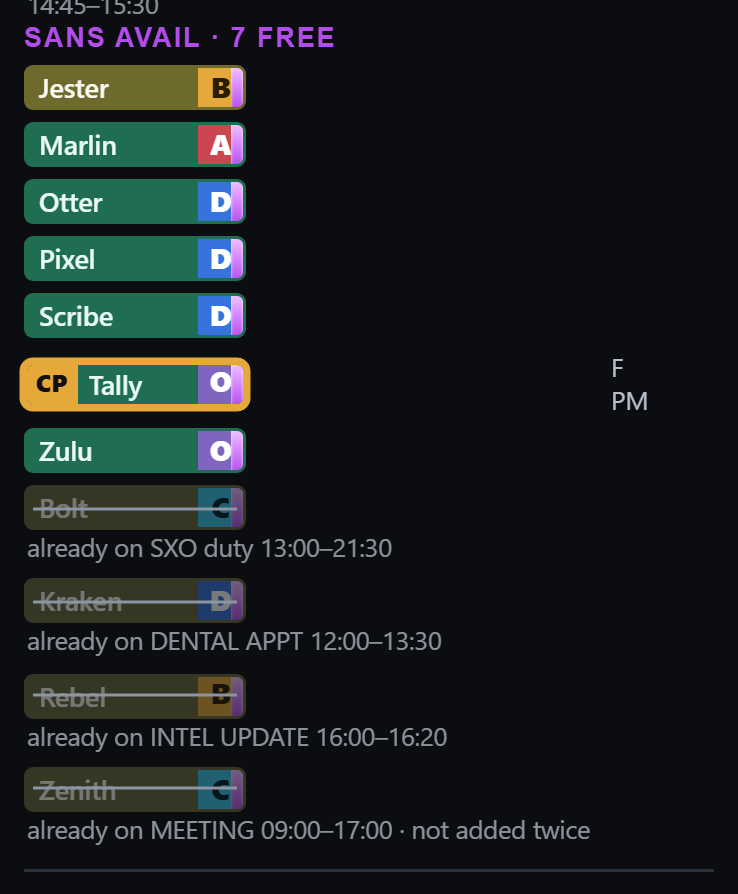 14:45–15:30
SANS AVAIL · 7 FREE
Jester B
Marlin A
Otter D
Pixel D
Scribe D
CP Tally O
F
PM
Zulu O
Bolt C
already on SXO duty 13:00–21:30
Kraken D
already on DENTAL APPT 12:00–13:30
Rebel B
already on INTEL UPDATE 16:00–16:20
Zenith C
already on MEETING 09:00–17:00 · not added twice